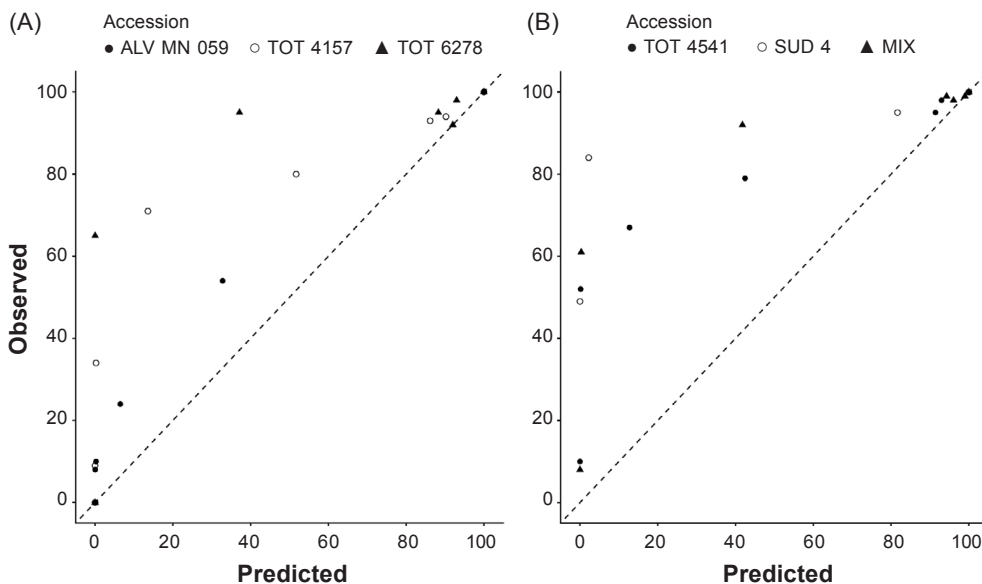 (A)
Accession
ALV MN 059 TOT 4157 TOT 6278
100
80
60
40
20
0
0 20 40 60 80 100
Observed
Predicted
(B)
Accession
TOT 4541 SUD 4 MIX
100
80
60
40
20
0
0 20 40 60 80 100
Predicted